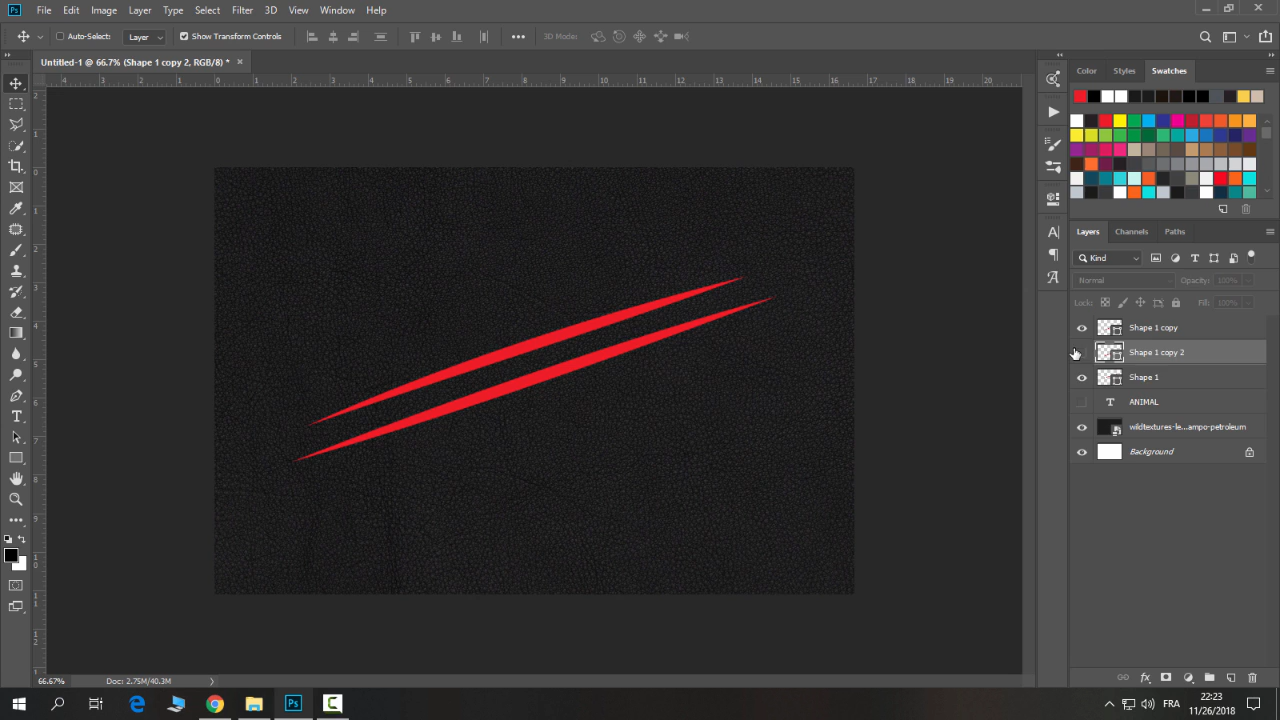 Ps File Edit Image Layer Type Select Filter 3D View Window Help
Auto-Select: Layer Show Transform Controls 3D Mode:
Untitled-1 @ 66.7% (Shape 1 copy 2, RGB/8) *
Color Styles Swatches
Layers Channels Paths
Kind
Normal Opacity: 100%
Lock: Fill: 100%
Shape 1 copy
Shape 1 copy 2
Shape 1
T ANIMAL
wildtextures-le...ampo-petroleum
Background
66.67% Doc: 2.75M/40.3M
FRA 22:23
11/26/2018